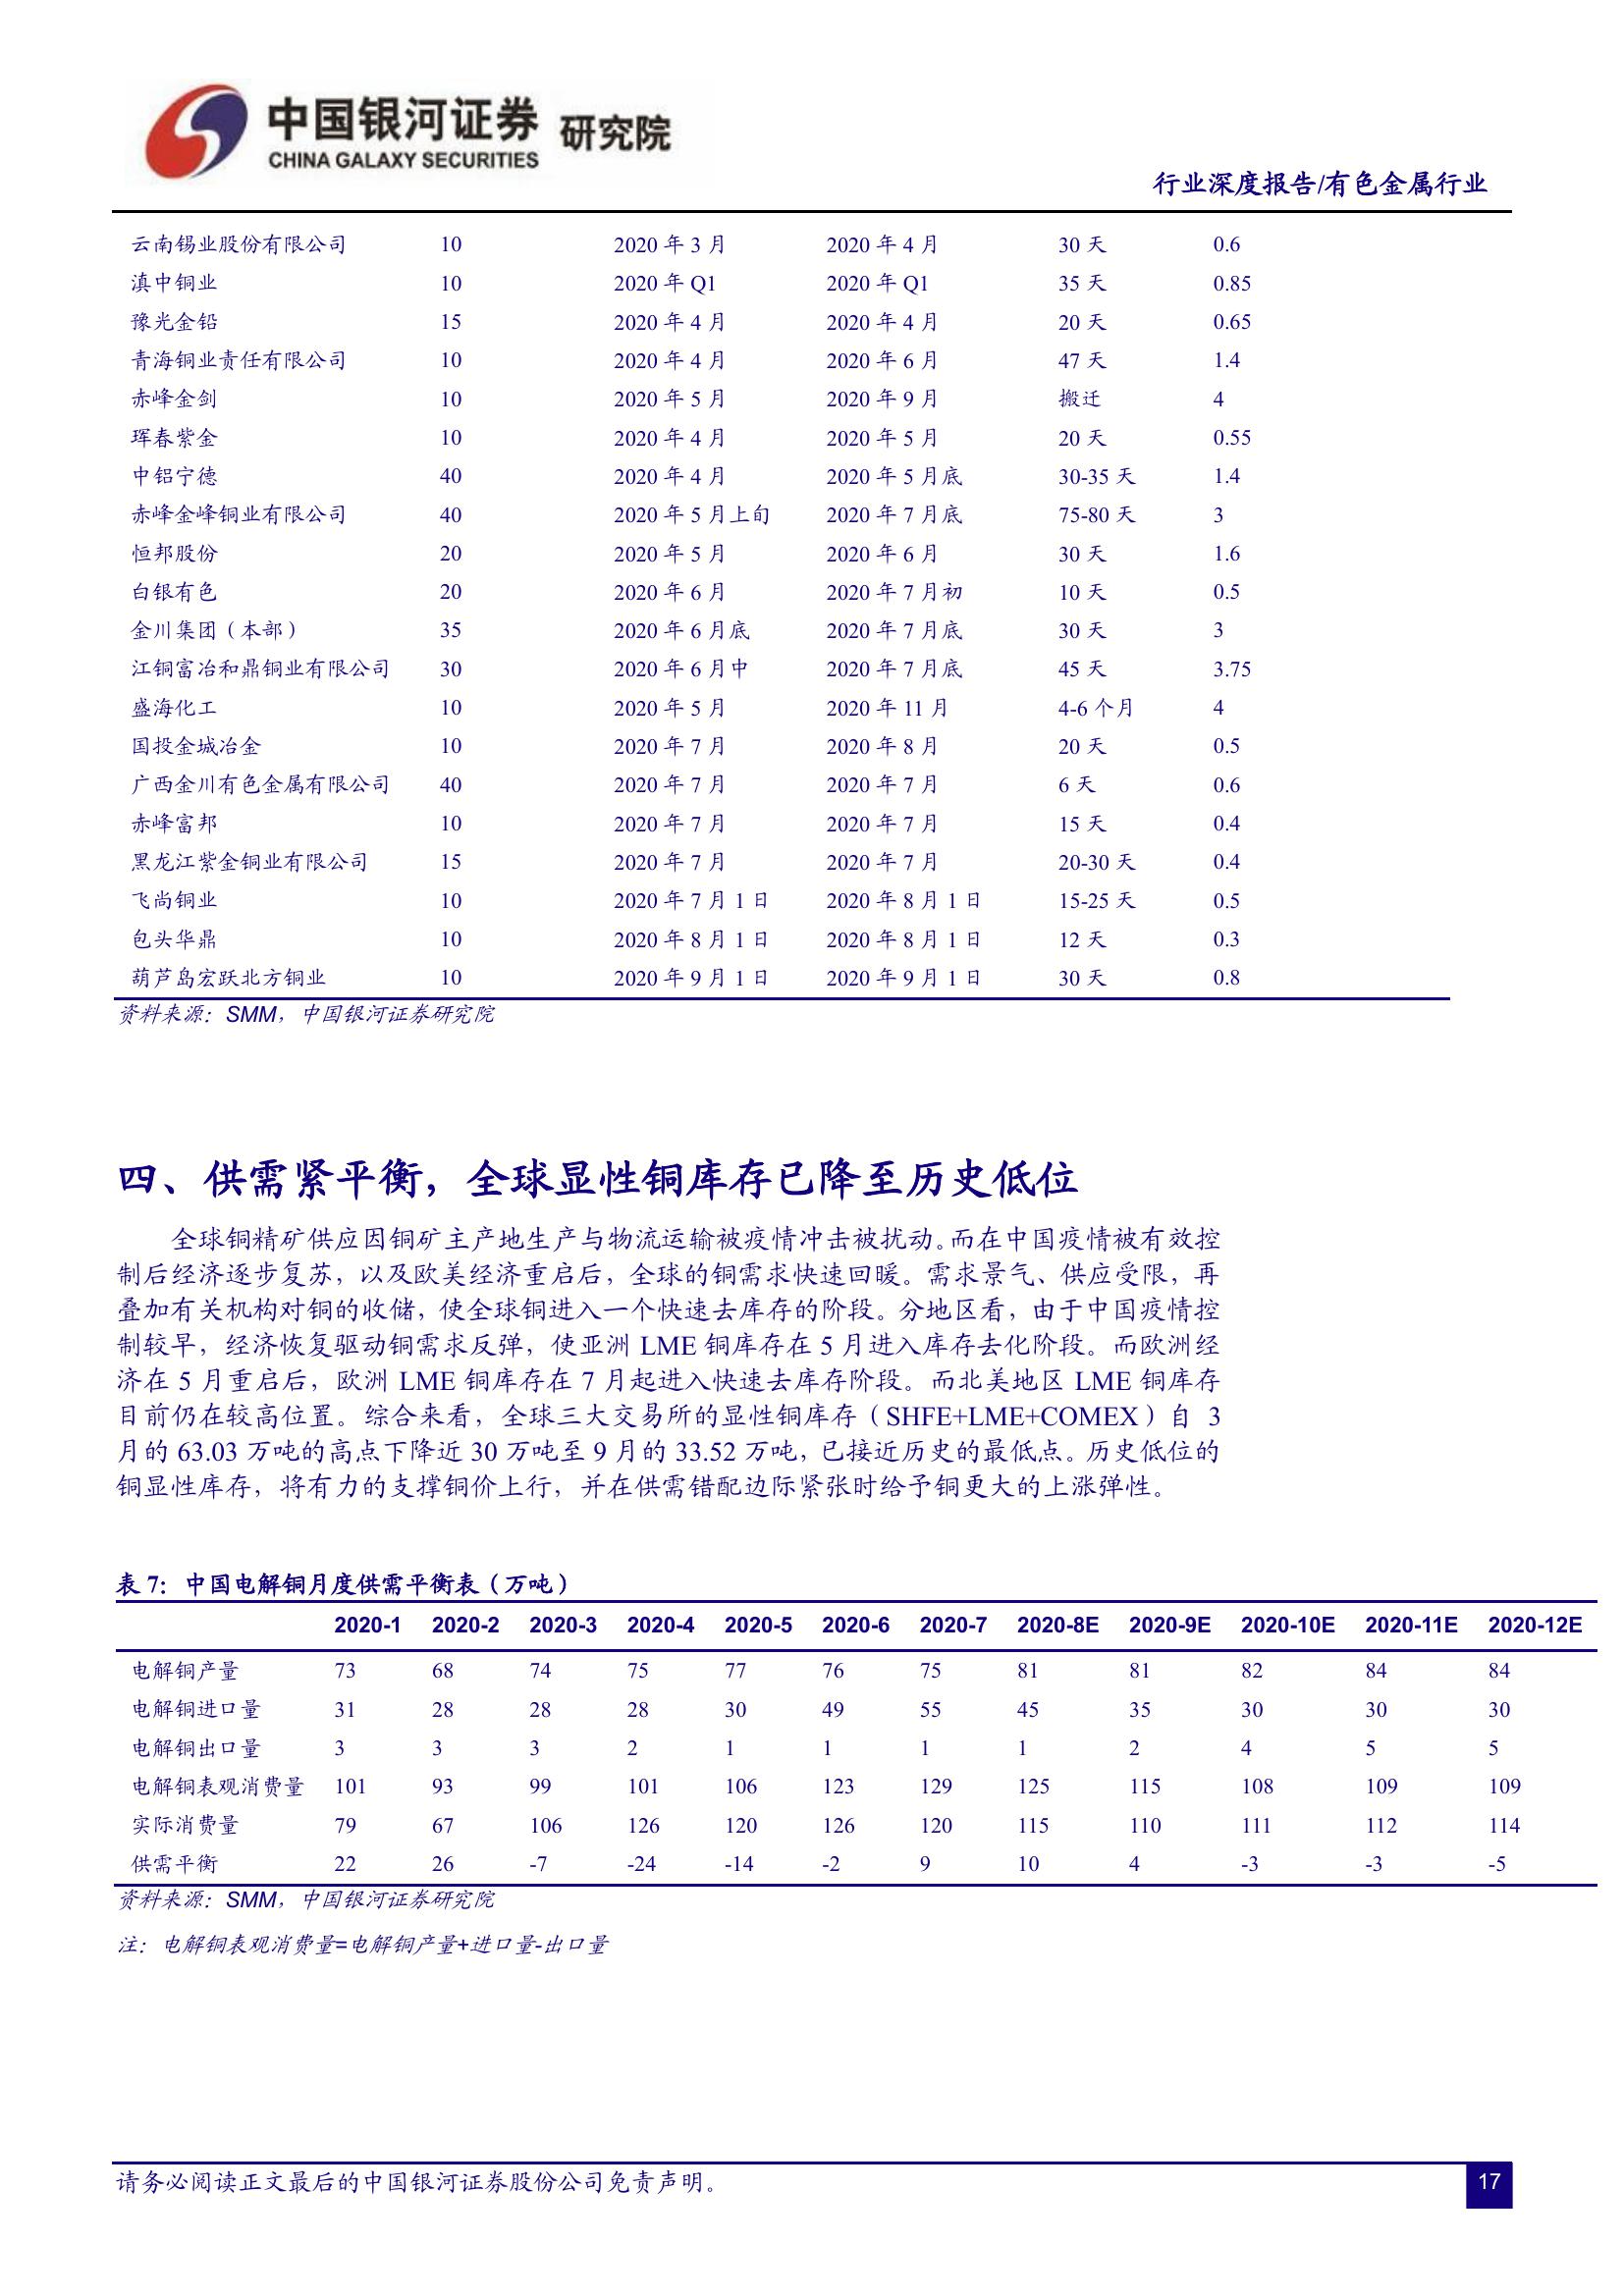 中国银河证券 研究院
CHINA GALAXY SECURITIES
行业深度报告/有色金属行业
云南锡业股份有限公司 10 2020 年 3 月 2020 年 4 月 30 天 0.6
滇中铜业 10 2020 年 Q1 2020 年 Q1 35 天 0.85
豫光金铅 15 2020 年 4 月 2020 年 4 月 20 天 0.65
青海铜业责任有限公司 10 2020 年 4 月 2020 年 6 月 47 天 1.4
赤峰金剑 10 2020 年 5 月 2020 年 9 月 搬迁 4
珲春紫金 10 2020 年 4 月 2020 年 5 月 20 天 0.55
中铝宁德 40 2020 年 4 月 2020 年 5 月底 30-35 天 1.4
赤峰金峰铜业有限公司 40 2020 年 5 月上旬 2020 年 7 月底 75-80 天 3
恒邦股份 20 2020 年 5 月 2020 年 6 月 30 天 1.6
白银有色 20 2020 年 6 月 2020 年 7 月初 10 天 0.5
金川集团（本部） 35 2020 年 6 月底 2020 年 7 月底 30 天 3
江铜富冶和鼎铜业有限公司 30 2020 年 6 月中 2020 年 7 月底 45 天 3.75
盛海化工 10 2020 年 5 月 2020 年 11 月 4-6 个月 4
国投金城冶金 10 2020 年 7 月 2020 年 8 月 20 天 0.5
广西金川有色金属有限公司 40 2020 年 7 月 2020 年 7 月 6 天 0.6
赤峰富邦 10 2020 年 7 月 2020 年 7 月 15 天 0.4
黑龙江紫金铜业有限公司 15 2020 年 7 月 2020 年 7 月 20-30 天 0.4
飞尚铜业 10 2020 年 7 月 1 日 2020 年 8 月 1 日 15-25 天 0.5
包头华鼎 10 2020 年 8 月 1 日 2020 年 8 月 1 日 12 天 0.3
葫芦岛宏跃北方铜业 10 2020 年 9 月 1 日 2020 年 9 月 1 日 30 天 0.8
资料来源：SMM，中国银河证券研究院
四、供需紧平衡，全球显性铜库存已降至历史低位
全球铜精矿供应因铜矿主产地生产与物流运输被疫情冲击被扰动。而在中国疫情被有效控
制后经济逐步复苏，以及欧美经济重启后，全球的铜需求快速回暖。需求景气、供应受限，再
叠加有关机构对铜的收储，使全球铜进入一个快速去库存的阶段。分地区看，由于中国疫情控
制较早，经济恢复驱动铜需求反弹，使亚洲 LME 铜库存在 5 月进入库存去化阶段。而欧洲经
济在 5 月重启后，欧洲 LME 铜库存在 7 月起进入快速去库存阶段。而北美地区 LME 铜库存
目前仍在较高位置。综合来看，全球三大交易所的显性铜库存（SHFE+LME+COMEX）自 3
月的 63.03 万吨的高点下降近 30 万吨至 9 月的 33.52 万吨，已接近历史的最低点。历史低位的
铜显性库存，将有力的支撑铜价上行，并在供需错配边际紧张时给予铜更大的上涨弹性。
表 7：中国电解铜月度供需平衡表（万吨）
2020-1 2020-2 2020-3 2020-4 2020-5 2020-6 2020-7 2020-8E 2020-9E 2020-10E 2020-11E 2020-12E
电解铜产量 73 68 74 75 77 76 75 81 81 82 84 84
电解铜进口量 31 28 28 28 30 49 55 45 35 30 30 30
电解铜出口量 3 3 3 2 1 1 1 1 2 4 5 5
电解铜表观消费量 101 93 99 101 106 123 129 125 115 108 109 109
实际消费量 79 67 106 126 120 126 120 115 110 111 112 114
供需平衡 22 26 -7 -24 -14 -2 9 10 4 -3 -3 -5
资料来源：SMM，中国银河证券研究院
注：电解铜表观消费量=电解铜产量+进口量-出口量
请务必阅读正文最后的中国银河证券股份公司免责声明。 17